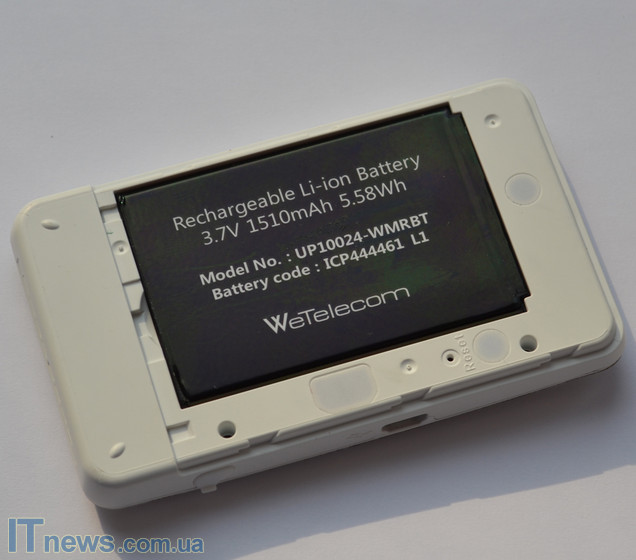 Rechargeable Li-ion Battery
3.7V 1510mAh 5.58Wh
Model No. : UP10024-WMRBT
Battery code : ICP444461 L1
WeTelecom
ITnews.com.ua